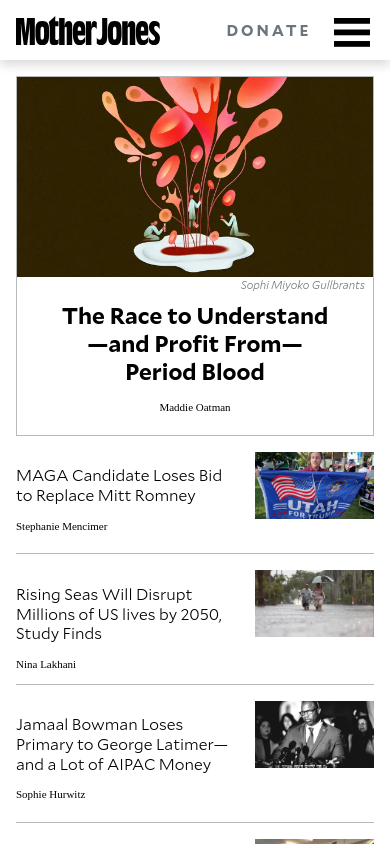 Mother Jones
DONATE
Sophi Miyoko Gullbrants
The Race to Understand
—and Profit From—
Period Blood
Maddie Oatman
MAGA Candidate Loses Bid
to Replace Mitt Romney
Stephanie Mencimer
UTAH
FOR TRUMP
Rising Seas Will Disrupt
Millions of US lives by 2050,
Study Finds
Nina Lakhani
Jamaal Bowman Loses
Primary to George Latimer—
and a Lot of AIPAC Money
Sophie Hurwitz